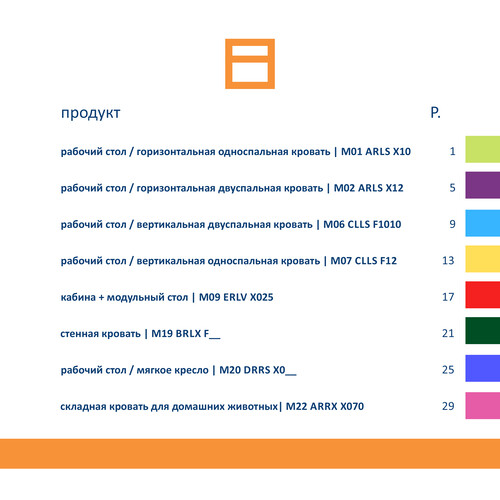 продукт P.
рабочий стол / горизонтальная односпальная кровать | M01 ARLS X10 1
рабочий стол / горизонтальная двуспальная кровать | M02 ARLS X12 5
рабочий стол / вертикальная двуспальная кровать | M06 CLLS F1010 9
рабочий стол / вертикальная односпальная кровать | M07 CLLS F12 13
кабина + модульный стол | M09 ERLV X025 17
стенная кровать | M19 BRLX F__ 21
рабочий стол / мягкое кресло | M20 DRRS X0__ 25
складная кровать для домашних животных| M22 ARRX X070 29